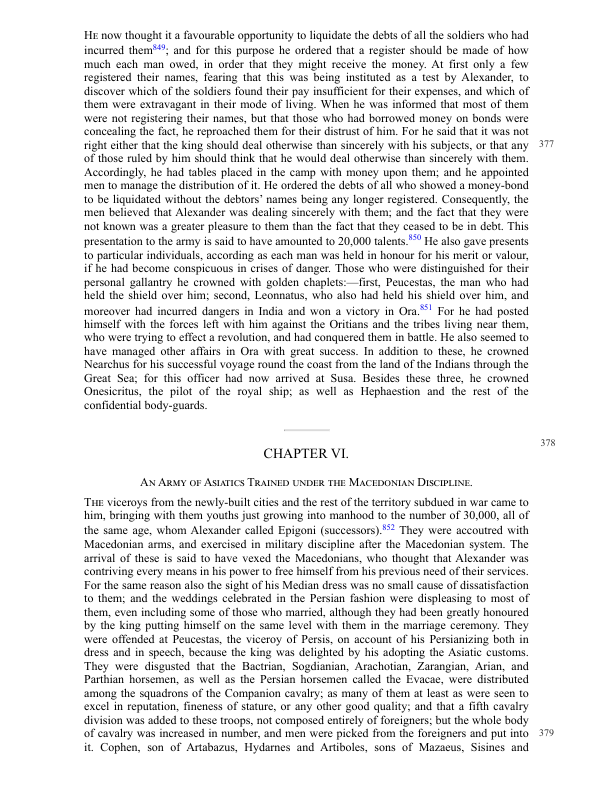 HE now thought it a favourable opportunity to liquidate the debts of all the soldiers who had
incurred them849; and for this purpose he ordered that a register should be made of how
much each man owed, in order that they might receive the money. At first only a few
registered their names, fearing that this was being instituted as a test by Alexander, to
discover which of the soldiers found their pay insufficient for their expenses, and which of
them were extravagant in their mode of living. When he was informed that most of them
were not registering their names, but that those who had borrowed money on bonds were
concealing the fact, he reproached them for their distrust of him. For he said that it was not
right either that the king should deal otherwise than sincerely with his subjects, or that any 377
of those ruled by him should think that he would deal otherwise than sincerely with them.
Accordingly, he had tables placed in the camp with money upon them; and he appointed
men to manage the distribution of it. He ordered the debts of all who showed a money-bond
to be liquidated without the debtors' names being any longer registered. Consequently, the
men believed that Alexander was dealing sincerely with them; and the fact that they were
not known was a greater pleasure to them than the fact that they ceased to be in debt. This
presentation to the army is said to have amounted to 20,000 talents.850 He also gave presents
to particular individuals, according as each man was held in honour for his merit or valour,
if he had become conspicuous in crises of danger. Those who were distinguished for their
personal gallantry he crowned with golden chaplets:—first, Peucestas, the man who had
held the shield over him; second, Leonnatus, who also had held his shield over him, and
moreover had incurred dangers in India and won a victory in Ora.851 For he had posted
himself with the forces left with him against the Oritians and the tribes living near them,
who were trying to effect a revolution, and had conquered them in battle. He also seemed to
have managed other affairs in Ora with great success. In addition to these, he crowned
Nearchus for his successful voyage round the coast from the land of the Indians through the
Great Sea; for this officer had now arrived at Susa. Besides these three, he crowned
Onesicritus, the pilot of the royal ship; as well as Hephaestion and the rest of the
confidential body-guards.
378
CHAPTER VI.
AN ARMY OF ASIATICS TRAINED UNDER THE MACEDONIAN DISCIPLINE.
THE viceroys from the newly-built cities and the rest of the territory subdued in war came to
him, bringing with them youths just growing into manhood to the number of 30,000, all of
the same age, whom Alexander called Epigoni (successors).852 They were accoutred with
Macedonian arms, and exercised in military discipline after the Macedonian system. The
arrival of these is said to have vexed the Macedonians, who thought that Alexander was
contriving every means in his power to free himself from his previous need of their services.
For the same reason also the sight of his Median dress was no small cause of dissatisfaction
to them; and the weddings celebrated in the Persian fashion were displeasing to most of
them, even including some of those who married, although they had been greatly honoured
by the king putting himself on the same level with them in the marriage ceremony. They
were offended at Peucestas, the viceroy of Persis, on account of his Persianizing both in
dress and in speech, because the king was delighted by his adopting the Asiatic customs.
They were disgusted that the Bactrian, Sogdianian, Arachotian, Zarangian, Arian, and
Parthian horsemen, as well as the Persian horsemen called the Evacae, were distributed
among the squadrons of the Companion cavalry; as many of them at least as were seen to
excel in reputation, fineness of stature, or any other good quality; and that a fifth cavalry
division was added to these troops, not composed entirely of foreigners; but the whole body
of cavalry was increased in number, and men were picked from the foreigners and put into 379
it. Cophen, son of Artabazus, Hydarnes and Artiboles, sons of Mazaeus, Sisines and